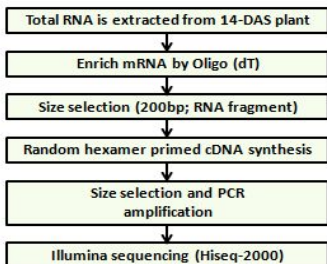 Total RNA is extracted from 14-DAS plant
Enrich mRNA by Oligo (dT)
Size selection (200bp; RNA fragment)
Random hexamer primed cDNA synthesis
Size selection and PCR
amplification
Illumina sequencing (Hiseq-2000)